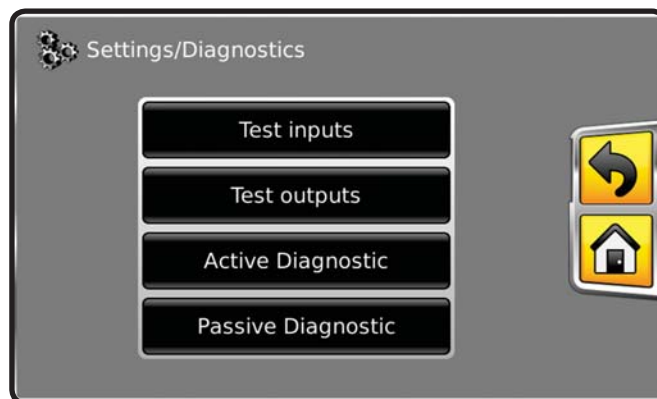 Settings/Diagnostics
Test inputs
Test outputs
Active Diagnostic
Passive Diagnostic